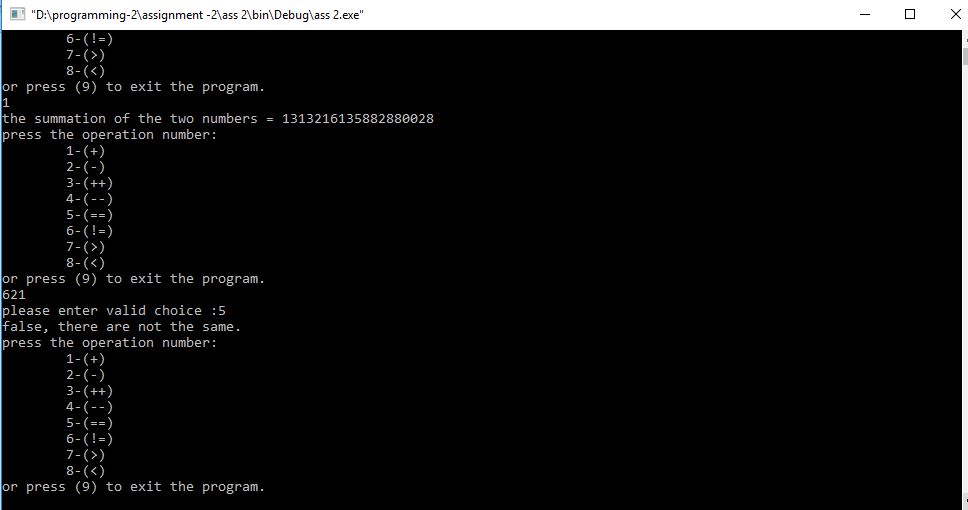 "D:\programming-2\assignment -2\ass 2\bin\Debug\ass 2.exe"
6-(!=)
7-(>)
8-(<)
or press (9) to exit the program.
1
the summation of the two numbers = 1313216135882880028
press the operation number:
1-(+)
2-(-)
3-(++)
4-(--)
5-(==)
6-(!=)
7-(>)
8-(<)
or press (9) to exit the program.
621
please enter valid choice :5
false, there are not the same.
press the operation number:
1-(+)
2-(-)
3-(++)
4-(--)
5-(==)
6-(!=)
7-(>)
8-(<)
or press (9) to exit the program.